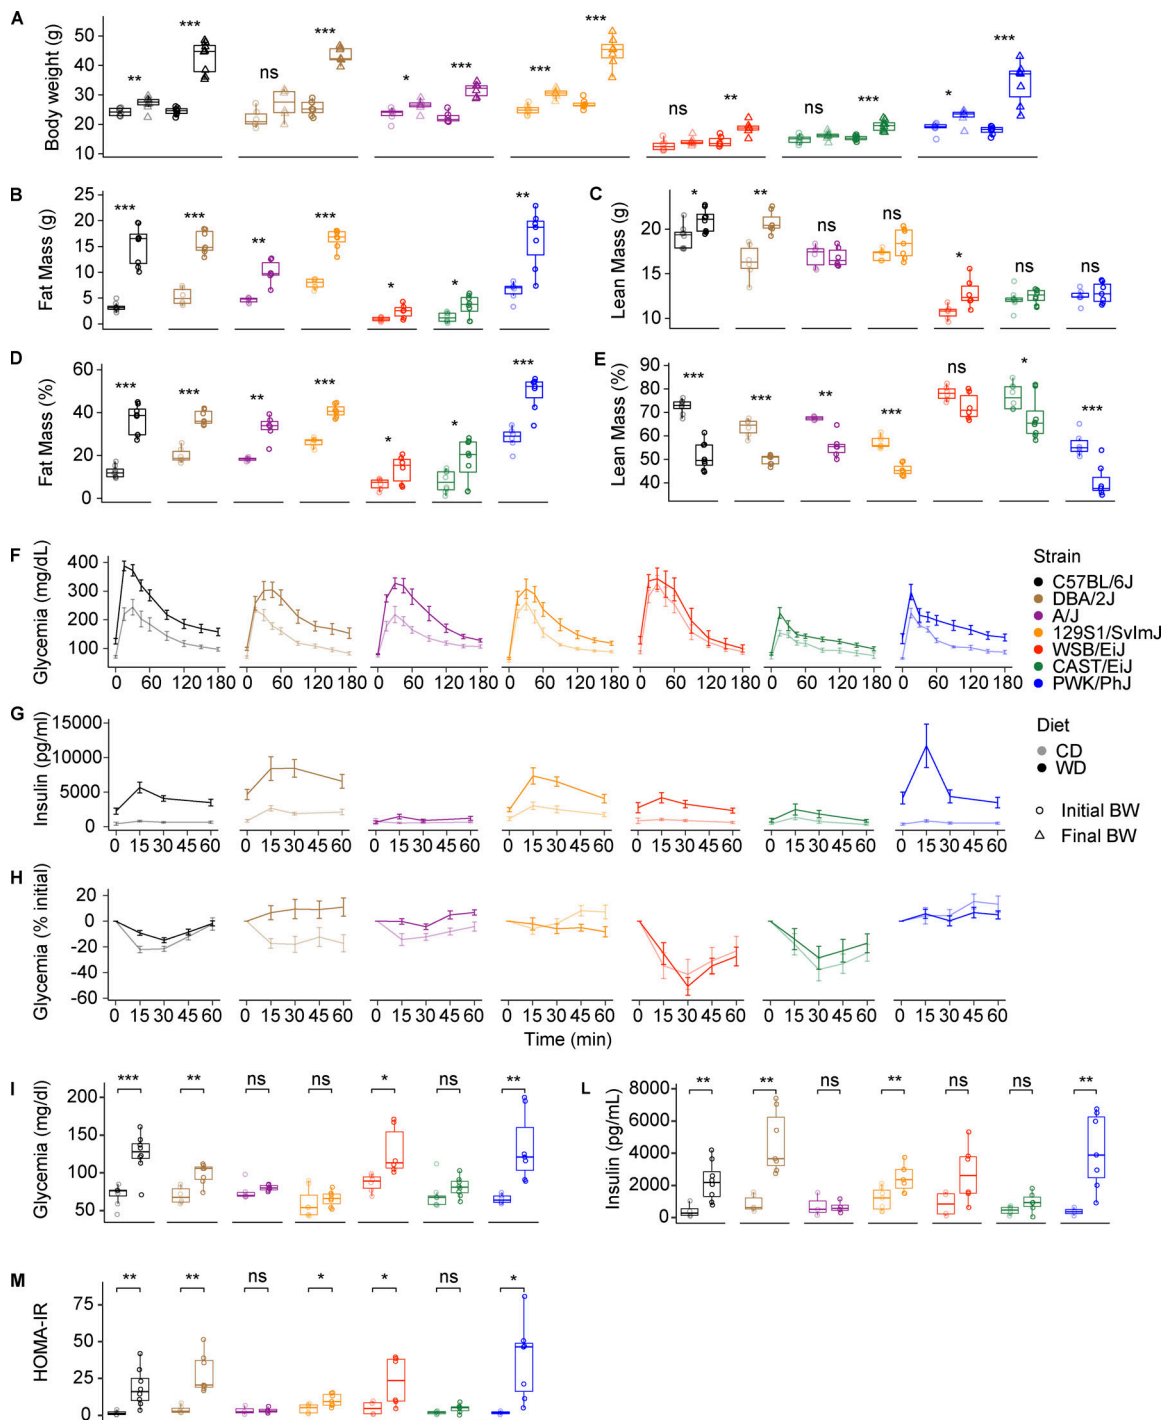 A
Body weight (g)
50
40
30
20
10
**
***
ns
***
*
***
***
***
ns
**
ns
***
*
***
B
Fat Mass (g)
25
20
15
10
5
0
***
***
**
***
*
*
**
C
Lean Mass (g)
20
15
10
*
**
ns
ns
*
ns
ns
D
Fat Mass (%)
60
40
20
0
***
***
**
***
*
*
***
E
Lean Mass (%)
90
80
70
60
50
40
***
***
**
***
ns
*
***
F
Glycemia (mg/dL)
400
300
200
100
0 60 120 180 0 60 120 180 0 60 120 180 0 60 120 180 0 60 120 180 0 60 120 180 0 60 120 180
Strain
C57BL/6J
DBA/2J
A/J
129S1/SvImJ
WSB/EiJ
CAST/EiJ
PWK/PhJ
G
Insulin (pg/ml)
15000
10000
5000
0
0 15 30 45 60 0 15 30 45 60 0 15 30 45 60 0 15 30 45 60 0 15 30 45 60 0 15 30 45 60 0 15 30 45 60
Diet
CD
WD
Initial BW
Final BW
H
Glycemia (% initial)
20
0
-20
-40
-60
0 15 30 45 60 0 15 30 45 60 0 15 30 45 60 0 15 30 45 60 0 15 30 45 60 0 15 30 45 60 0 15 30 45 60
Time (min)
I
Glycemia (mg/dl)
200
150
100
50
*** ** ns ns * ns **
L
Insulin (pg/mL)
8000
6000
4000
2000
0
** ** ns ** ns ns **
M
HOMA-IR
75
50
25
0
** ** ns * * ns *